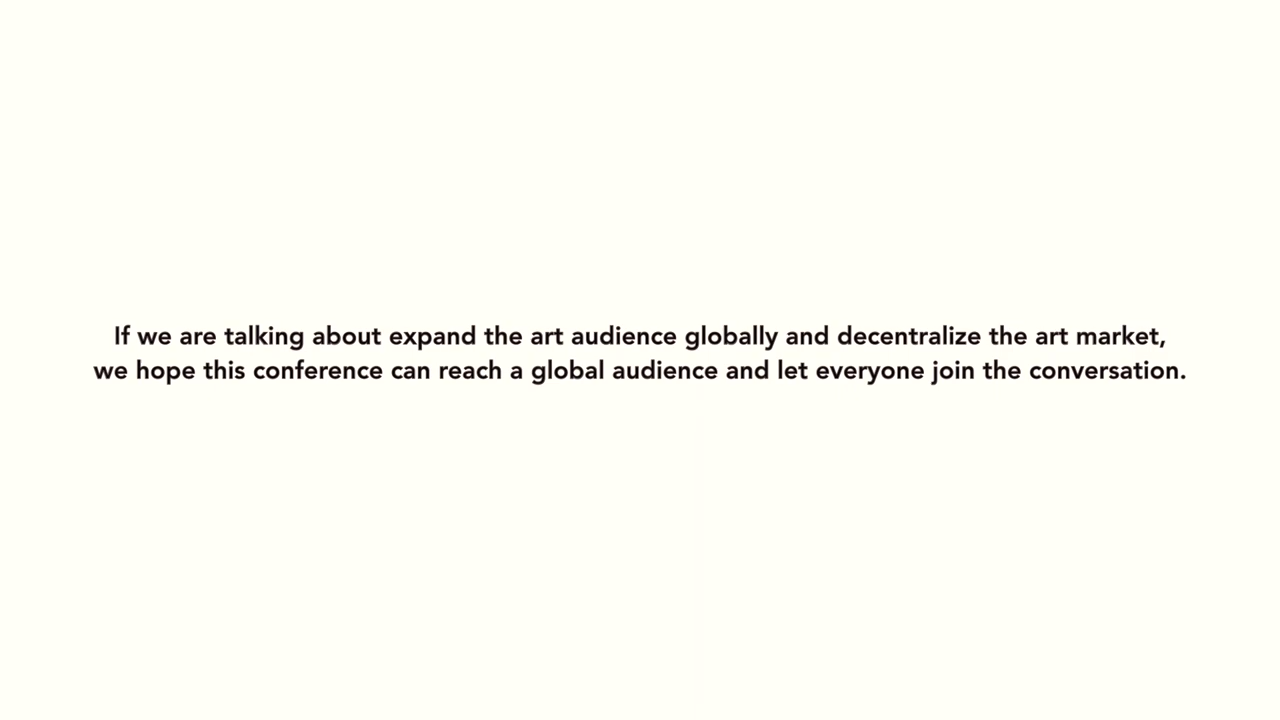 If we are talking about expand the art audience globally and decentralize the art market,
we hope this conference can reach a global audience and let everyone join the conversation.